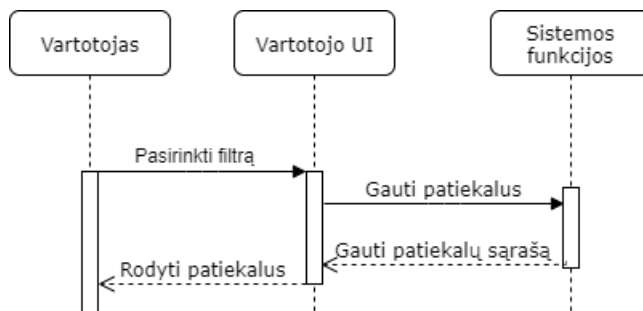 Vartotojas
Vartotojo UI
Sistemos
funkcijos
Pasirinkti filtrą
Gauti patiekalus
Gauti patiekalų sąrašą
Rodyti patiekalus